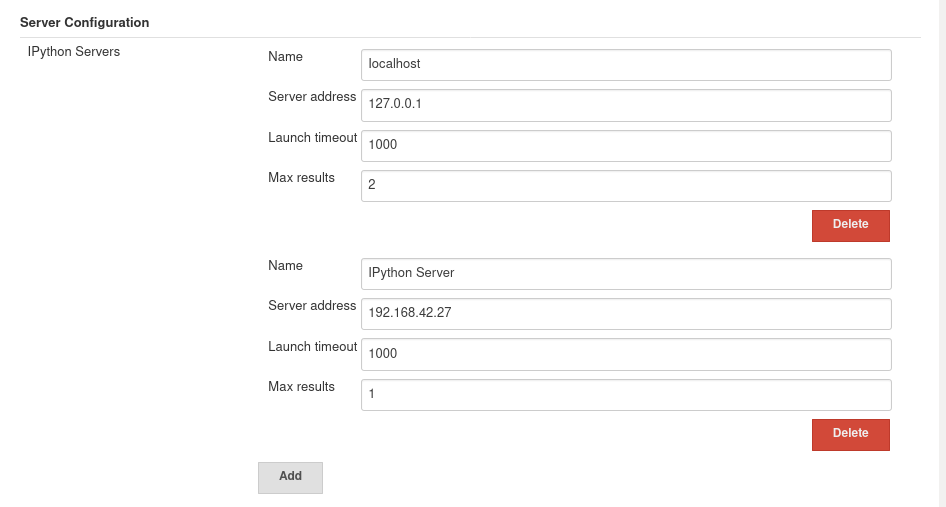 Server Configuration
IPython Servers
Name localhost
Server address 127.0.0.1
Launch timeout 1000
Max results 2
Delete
Name IPython Server
Server address 192.168.42.27
Launch timeout 1000
Max results 1
Delete
Add